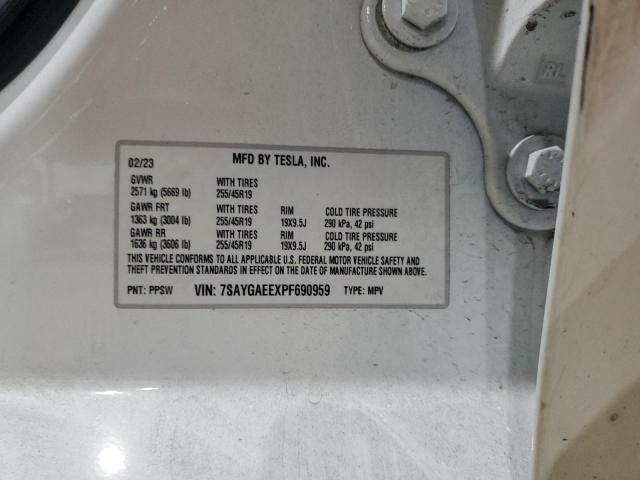 RL
02/23 MFD BY TESLA, INC.
GVWR WITH TIRES
2571 kg (5669 lb) 255/45R19
GAWR FRT WITH TIRES RIM COLD TIRE PRESSURE
1363 kg (3004 lb) 255/45R19 19X9.5J 290 kPa, 42 psi
GAWR RR WITH TIRES RIM COLD TIRE PRESSURE
1636 kg (3606 lb) 255/45R19 19X9.5J 290 kPa, 42 psi
THIS VEHICLE CONFORMS TO ALL APPLICABLE U.S. FEDERAL MOTOR VEHICLE SAFETY AND
THEFT PREVENTION STANDARDS IN EFFECT ON THE DATE OF MANUFACTURE SHOWN ABOVE.
PNT: PPSW VIN: 7SAYGAEEXPF690959 TYPE: MPV